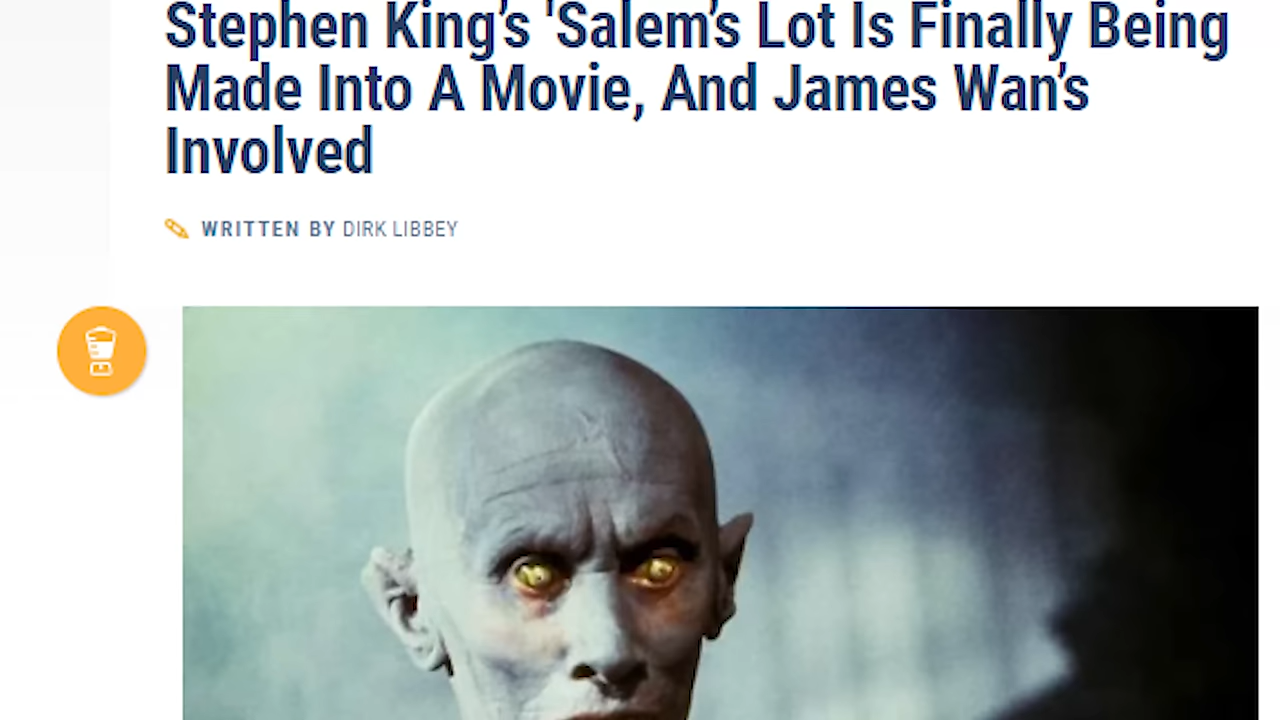 Stephen King’s 'Salem’s Lot Is Finally Being
Made Into A Movie, And James Wan’s
Involved
WRITTEN BY DIRK LIBBEY